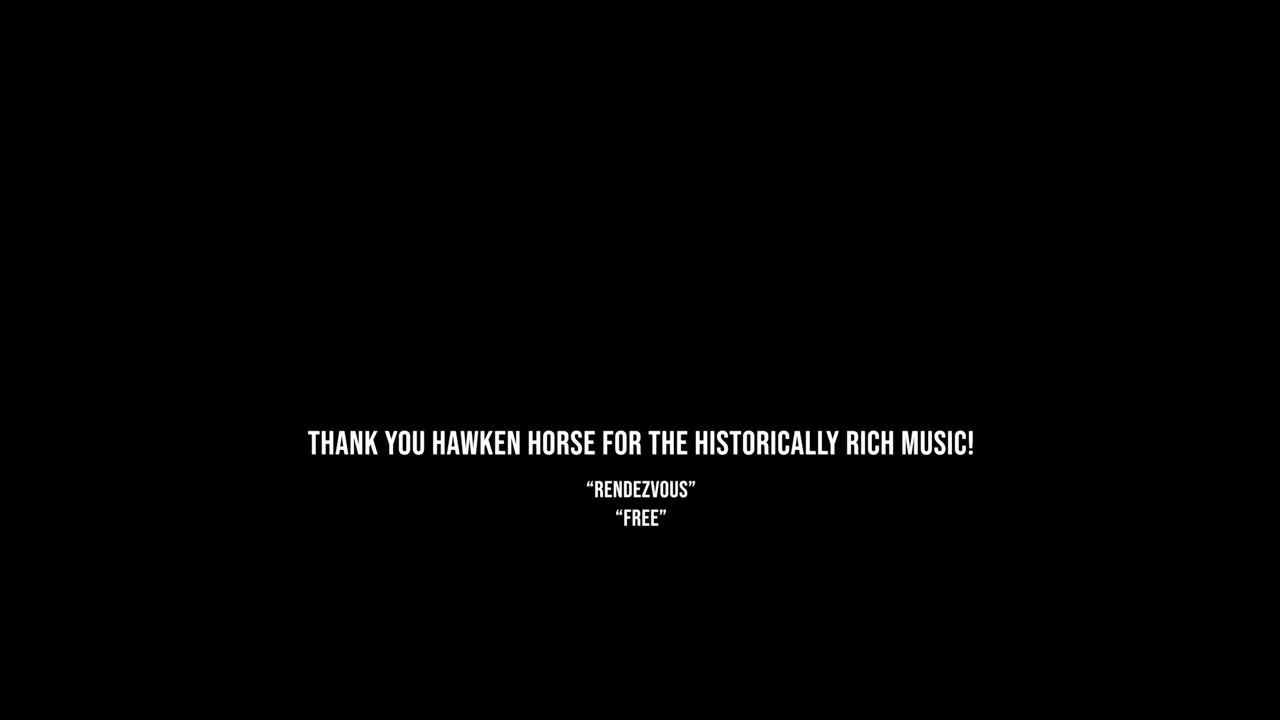 THANK YOU HAWKEN HORSE FOR THE HISTORICALLY RICH MUSIC!
“RENDEZVOUS”
“FREE”